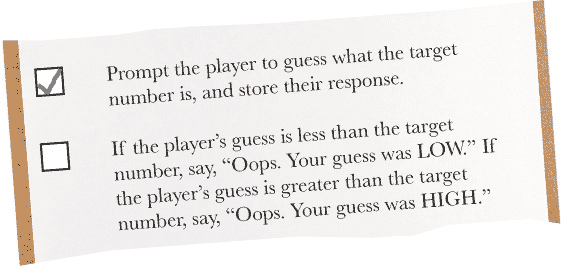 Prompt the player to guess what the target
number is, and store their response.
If the player’s guess is less than the target
number, say, “Oops. Your guess was LOW.” If
the player’s guess is greater than the target
number, say, “Oops. Your guess was HIGH.”